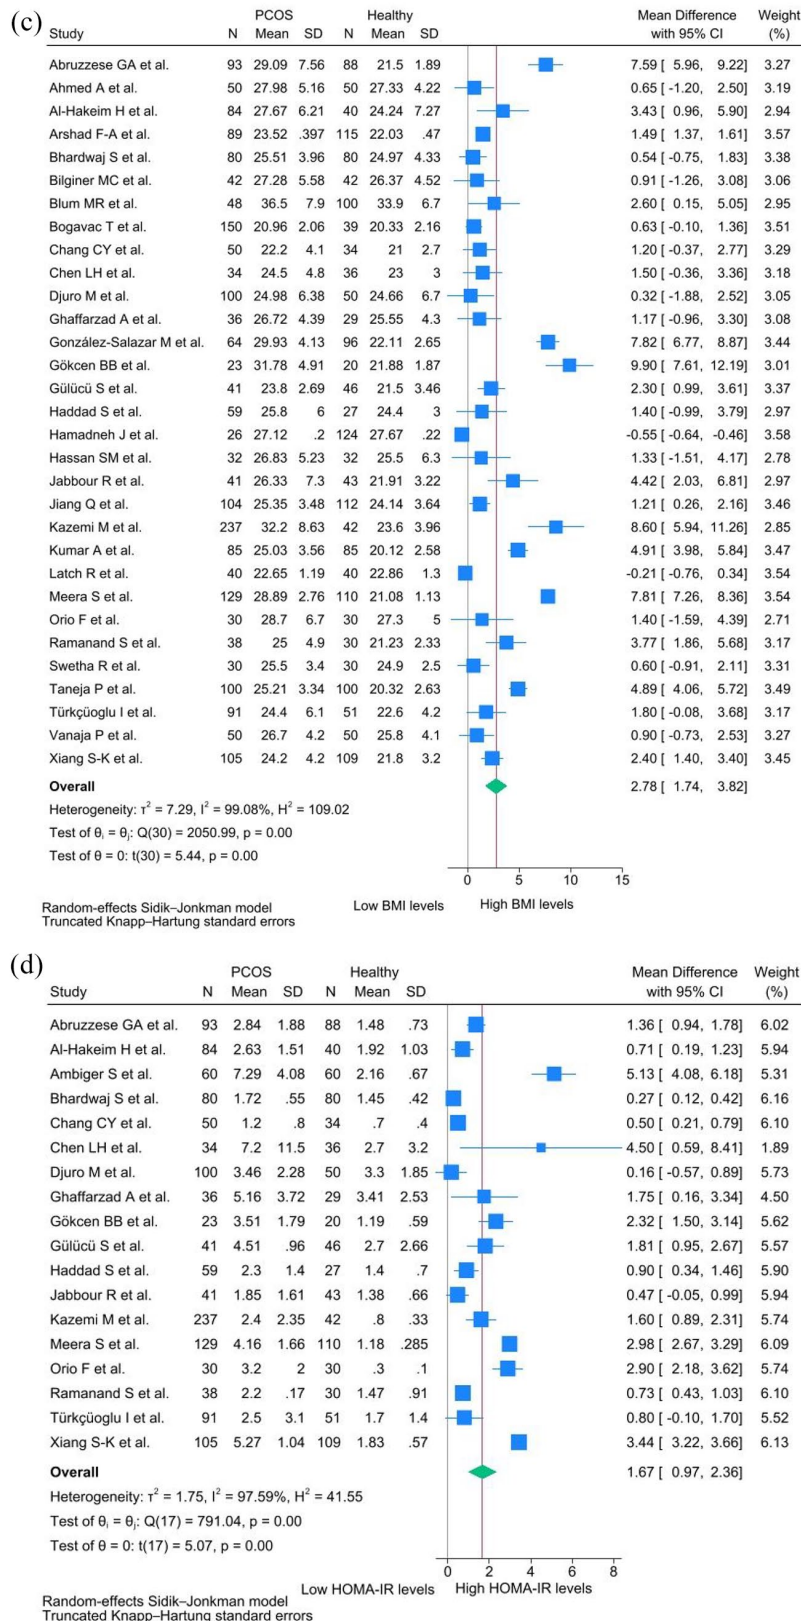 (c)
PCOS Healthy Mean Difference Weight
Study N Mean SD N Mean SD with 95% CI (%)
Abruzzese GA et al. 93 29.09 7.56 88 21.5 1.89 7.59 [ 5.96, 9.22] 3.27
Ahmed A et al. 50 27.98 5.16 50 27.33 4.22 0.65 [ -1.20, 2.50] 3.19
Al-Hakeim H et al. 84 27.67 6.21 40 24.24 7.27 3.43 [ 0.96, 5.90] 2.94
Arshad F-A et al. 89 23.52 .397 115 22.03 .47 1.49 [ 1.37, 1.61] 3.57
Bhardwaj S et al. 80 25.51 3.96 80 24.97 4.33 0.54 [ -0.75, 1.83] 3.38
Bilginer MC et al. 42 27.28 5.58 42 26.37 4.52 0.91 [ -1.26, 3.08] 3.06
Blum MR et al. 48 36.5 7.9 100 33.9 6.7 2.60 [ 0.15, 5.05] 2.95
Bogavac T et al. 150 20.96 2.06 39 20.33 2.16 0.63 [ -0.10, 1.36] 3.51
Chang CY et al. 50 22.2 4.1 34 21 2.7 1.20 [ -0.37, 2.77] 3.29
Chen LH et al. 34 24.5 4.8 36 23 3 1.50 [ -0.36, 3.36] 3.18
Djuro M et al. 100 24.98 6.38 50 24.66 6.7 0.32 [ -1.88, 2.52] 3.05
Ghaffarzad A et al. 36 26.72 4.39 29 25.55 4.3 1.17 [ -0.96, 3.30] 3.08
González-Salazar M et al. 64 29.93 4.13 96 22.11 2.65 7.82 [ 6.77, 8.87] 3.44
Gökcen BB et al. 23 31.78 4.91 20 21.88 1.87 9.90 [ 7.61, 12.19] 3.01
Gülücü S et al. 41 23.8 2.69 46 21.5 3.46 2.30 [ 0.99, 3.61] 3.37
Haddad S et al. 59 25.8 6 27 24.4 3 1.40 [ -0.99, 3.79] 2.97
Hamadneh J et al. 26 27.12 .2 124 27.67 .22 -0.55 [ -0.64, -0.46] 3.58
Hassan SM et al. 32 26.83 5.23 32 25.5 6.3 1.33 [ -1.51, 4.17] 2.78
Jabbour R et al. 41 26.33 7.3 43 21.91 3.22 4.42 [ 2.03, 6.81] 2.97
Jiang Q et al. 104 25.35 3.48 112 24.14 3.64 1.21 [ 0.26, 2.16] 3.46
Kazemi M et al. 237 32.2 8.63 42 23.6 3.96 8.60 [ 5.94, 11.26] 2.85
Kumar A et al. 85 25.03 3.56 85 20.12 2.58 4.91 [ 3.98, 5.84] 3.47
Latch R et al. 40 22.65 1.19 40 22.86 1.3 -0.21 [ -0.76, 0.34] 3.54
Meera S et al. 129 28.89 2.76 110 21.08 1.13 7.81 [ 7.26, 8.36] 3.54
Orio F et al. 30 28.7 6.7 30 27.3 5 1.40 [ -1.59, 4.39] 2.71
Ramanand S et al. 38 25 4.9 30 21.23 2.33 3.77 [ 1.86, 5.68] 3.17
Swetha R et al. 30 25.5 3.4 30 24.9 2.5 0.60 [ -0.91, 2.11] 3.31
Taneja P et al. 100 25.21 3.34 100 20.32 2.63 4.89 [ 4.06, 5.72] 3.49
Türkçüoglu I et al. 91 24.4 6.1 51 22.6 4.2 1.80 [ -0.08, 3.68] 3.17
Vanaja P et al. 50 26.7 4.2 50 25.8 4.1 0.90 [ -0.73, 2.53] 3.27
Xiang S-K et al. 105 24.2 4.2 109 21.8 3.2 2.40 [ 1.40, 3.40] 3.45
Overall 2.78 [ 1.74, 3.82]
Heterogeneity: τ² = 7.29, I² = 99.08%, H² = 109.02
Test of θᵢ = θⱼ: Q(30) = 2050.99, p = 0.00
Test of θ = 0: t(30) = 5.44, p = 0.00
0 5 10 15
Low BMI levels High BMI levels
Random-effects Sidik–Jonkman model
Truncated Knapp–Hartung standard errors
(d)
PCOS Healthy Mean Difference Weight
Study N Mean SD N Mean SD with 95% CI (%)
Abruzzese GA et al. 93 2.84 1.88 88 1.48 .73 1.36 [ 0.94, 1.78] 6.02
Al-Hakeim H et al. 84 2.63 1.51 40 1.92 1.03 0.71 [ 0.19, 1.23] 5.94
Ambiger S et al. 60 7.29 4.08 60 2.16 .67 5.13 [ 4.08, 6.18] 5.31
Bhardwaj S et al. 80 1.72 .55 80 1.45 .42 0.27 [ 0.12, 0.42] 6.16
Chang CY et al. 50 1.2 .8 34 .7 .4 0.50 [ 0.21, 0.79] 6.10
Chen LH et al. 34 7.2 11.5 36 2.7 3.2 4.50 [ 0.59, 8.41] 1.89
Djuro M et al. 100 3.46 2.28 50 3.3 1.85 0.16 [ -0.57, 0.89] 5.73
Ghaffarzad A et al. 36 5.16 3.72 29 3.41 2.53 1.75 [ 0.16, 3.34] 4.50
Gökcen BB et al. 23 3.51 1.79 20 1.19 .59 2.32 [ 1.50, 3.14] 5.62
Gülücü S et al. 41 4.51 .96 46 2.7 2.66 1.81 [ 0.95, 2.67] 5.57
Haddad S et al. 59 2.3 1.4 27 1.4 .7 0.90 [ 0.34, 1.46] 5.90
Jabbour R et al. 41 1.85 1.61 43 1.38 .66 0.47 [ -0.05, 0.99] 5.94
Kazemi M et al. 237 2.4 2.35 42 .8 .33 1.60 [ 0.89, 2.31] 5.74
Meera S et al. 129 4.16 1.66 110 1.18 .285 2.98 [ 2.67, 3.29] 6.09
Orio F et al. 30 3.2 2 30 .3 .1 2.90 [ 2.18, 3.62] 5.74
Ramanand S et al. 38 2.2 .17 30 1.47 .91 0.73 [ 0.43, 1.03] 6.10
Türkçüoglu I et al. 91 2.5 3.1 51 1.7 1.4 0.80 [ -0.10, 1.70] 5.52
Xiang S-K et al. 105 5.27 1.04 109 1.83 .57 3.44 [ 3.22, 3.66] 6.13
Overall 1.67 [ 0.97, 2.36]
Heterogeneity: τ² = 1.75, I² = 97.59%, H² = 41.55
Test of θᵢ = θⱼ: Q(17) = 791.04, p = 0.00
Test of θ = 0: t(17) = 5.07, p = 0.00
0 2 4 6 8
Low HOMA-IR levels High HOMA-IR levels
Random-effects Sidik–Jonkman model
Truncated Knapp–Hartung standard errors